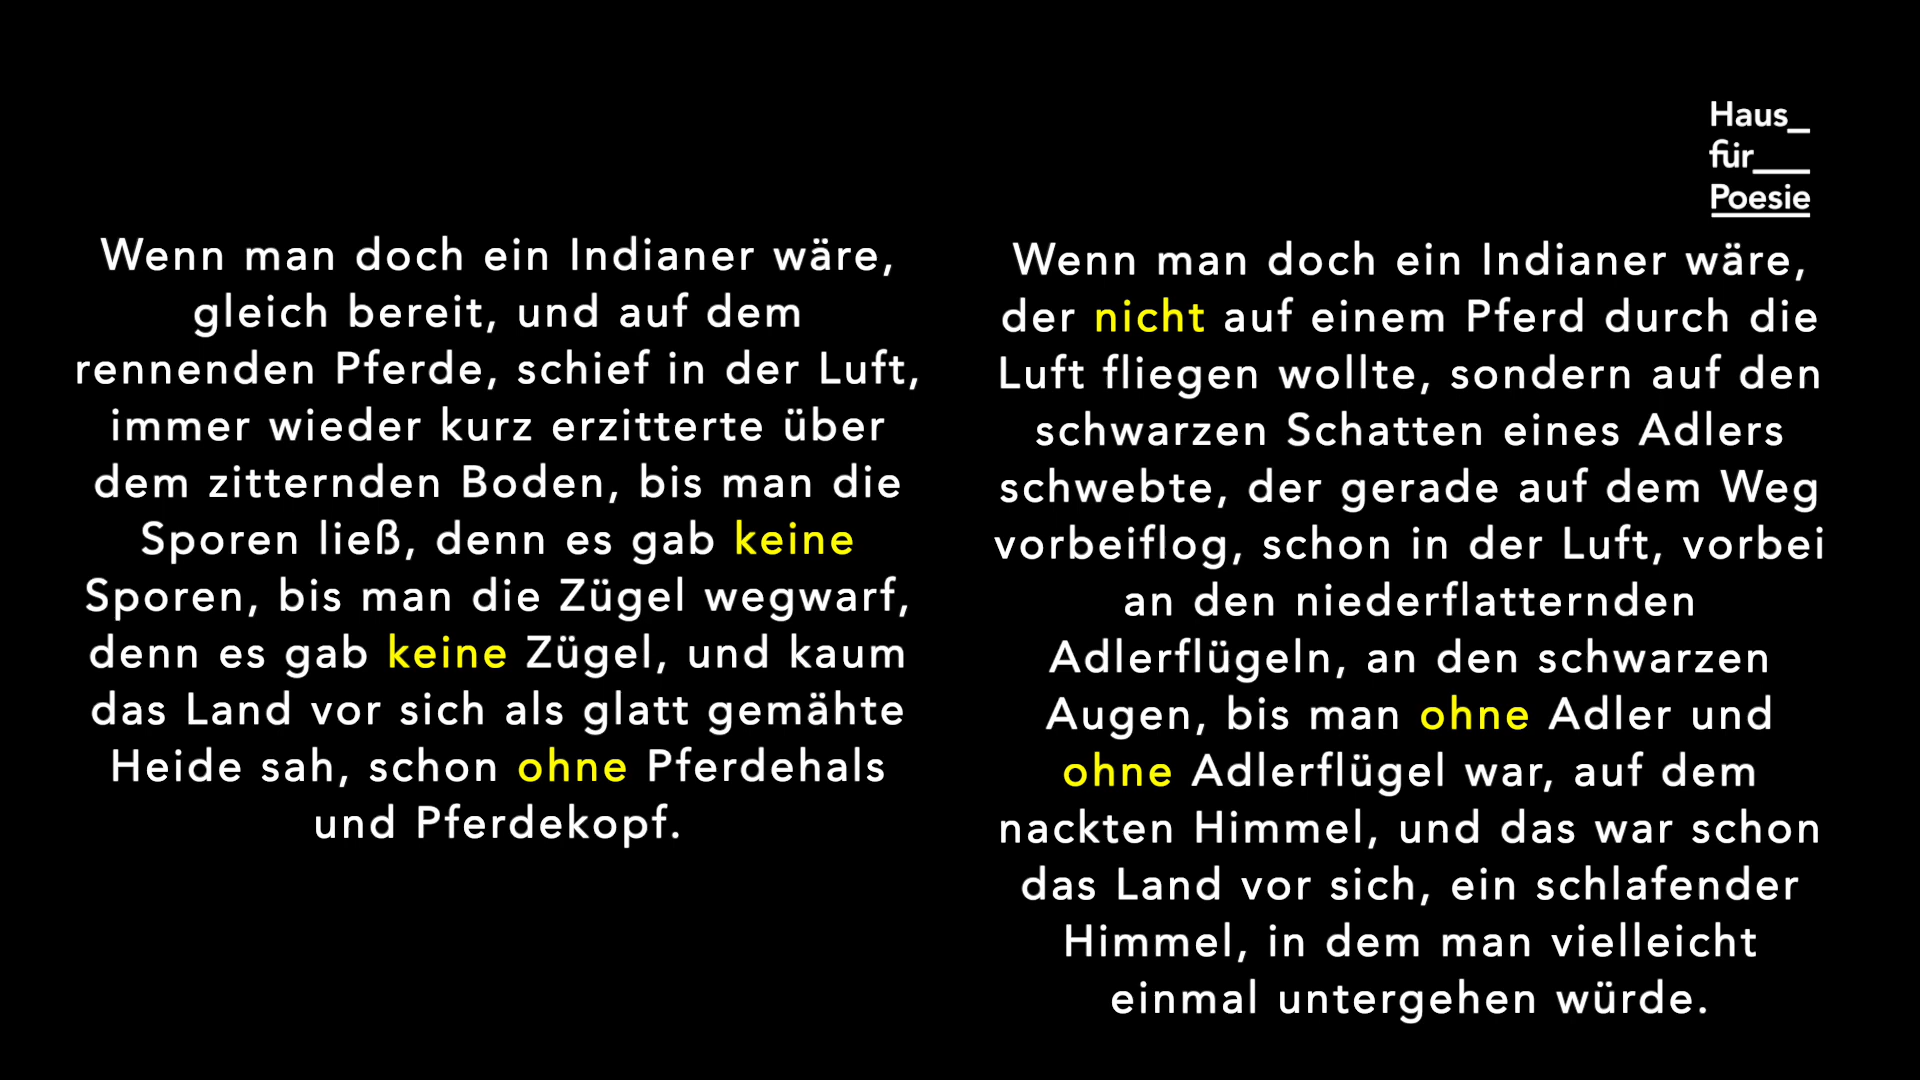 Haus_
für___
Poesie
Wenn man doch ein Indianer wäre,
gleich bereit, und auf dem
rennenden Pferde, schief in der Luft,
immer wieder kurz erzitterte über
dem zitternden Boden, bis man die
Sporen ließ, denn es gab keine
Sporen, bis man die Zügel wegwarf,
denn es gab keine Zügel, und kaum
das Land vor sich als glatt gemähte
Heide sah, schon ohne Pferdehals
und Pferdekopf.
Wenn man doch ein Indianer wäre,
der nicht auf einem Pferd durch die
Luft fliegen wollte, sondern auf den
schwarzen Schatten eines Adlers
schwebte, der gerade auf dem Weg
vorbeiflog, schon in der Luft, vorbei
an den niederflatternden
Adlerflügeln, an den schwarzen
Augen, bis man ohne Adler und
ohne Adlerflügel war, auf dem
nackten Himmel, und das war schon
das Land vor sich, ein schlafender
Himmel, in dem man vielleicht
einmal untergehen würde.